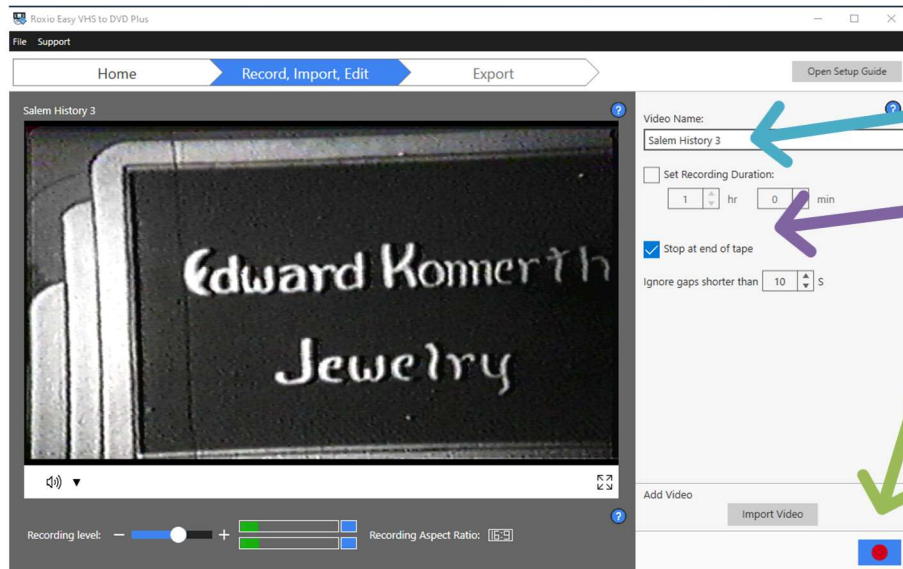 Roxio Easy VHS to DVD Plus
File Support
Home Record, Import, Edit Export Open Setup Guide
Salem History 3
Edward Konnerth
Jewelry
Recording level: Recording Aspect Ratio: 16:9
Video Name:
Salem History 3
Set Recording Duration:
1 hr 0 min
Stop at end of tape
Ignore gaps shorter than 10 S
Add Video
Import Video